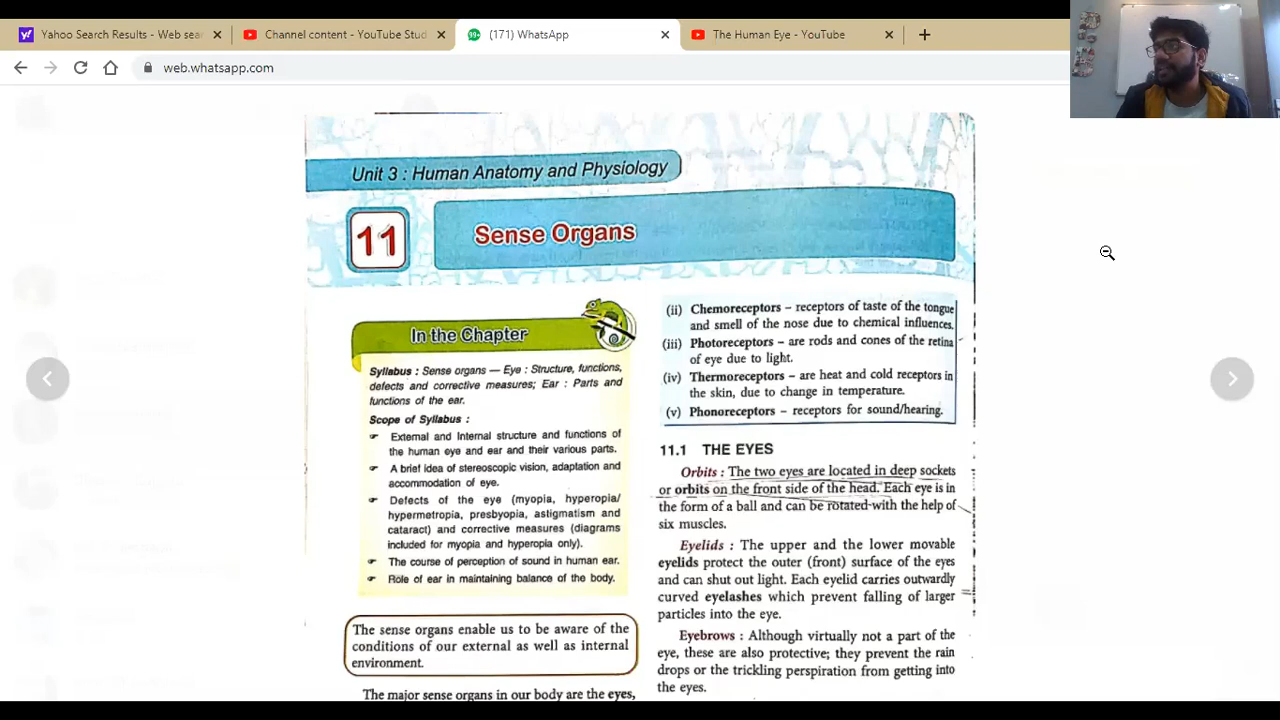 Yahoo Search Results - Web sea
Channel content - YouTube Stud
99+
(171) WhatsApp
The Human Eye - YouTube
web.whatsapp.com
Unit 3 : Human Anatomy and Physiology
11
Sense Organs
In the Chapter
Syllabus : Sense organs — Eye : Structure, functions,
defects and corrective measures; Ear : Parts and
functions of the ear.
Scope of Syllabus :
External and Internal structure and functions of
the human eye and ear and their various parts.
A brief idea of stereoscopic vision, adaptation and
accommodation of eye.
Defects of the eye (myopia, hyperopia/
hypermetropia, presbyopia, astigmatism and
cataract) and corrective measures (diagrams
included for myopia and hyperopia only).
The course of perception of sound in human ear.
Role of ear in maintaining balance of the body.
The sense organs enable us to be aware of the
conditions of our external as well as internal
environment.
The major sense organs in our body are the eyes,
(ii) Chemoreceptors – receptors of taste of the tongue
and smell of the nose due to chemical influences.
(iii) Photoreceptors – are rods and cones of the retina
of eye due to light.
(iv) Thermoreceptors – are heat and cold receptors in
the skin, due to change in temperature.
(v) Phonoreceptors – receptors for sound/hearing.
11.1 THE EYES
Orbits : The two eyes are located in deep sockets
or orbits on the front side of the head. Each eye is in
the form of a ball and can be rotated with the help of
six muscles.
Eyelids : The upper and the lower movable
eyelids protect the outer (front) surface of the eyes
and can shut out light. Each eyelid carries outwardly
curved eyelashes which prevent falling of larger
particles into the eye.
Eyebrows : Although virtually not a part of the
eye, these are also protective; they prevent the rain
drops or the trickling perspiration from getting into
the eyes.